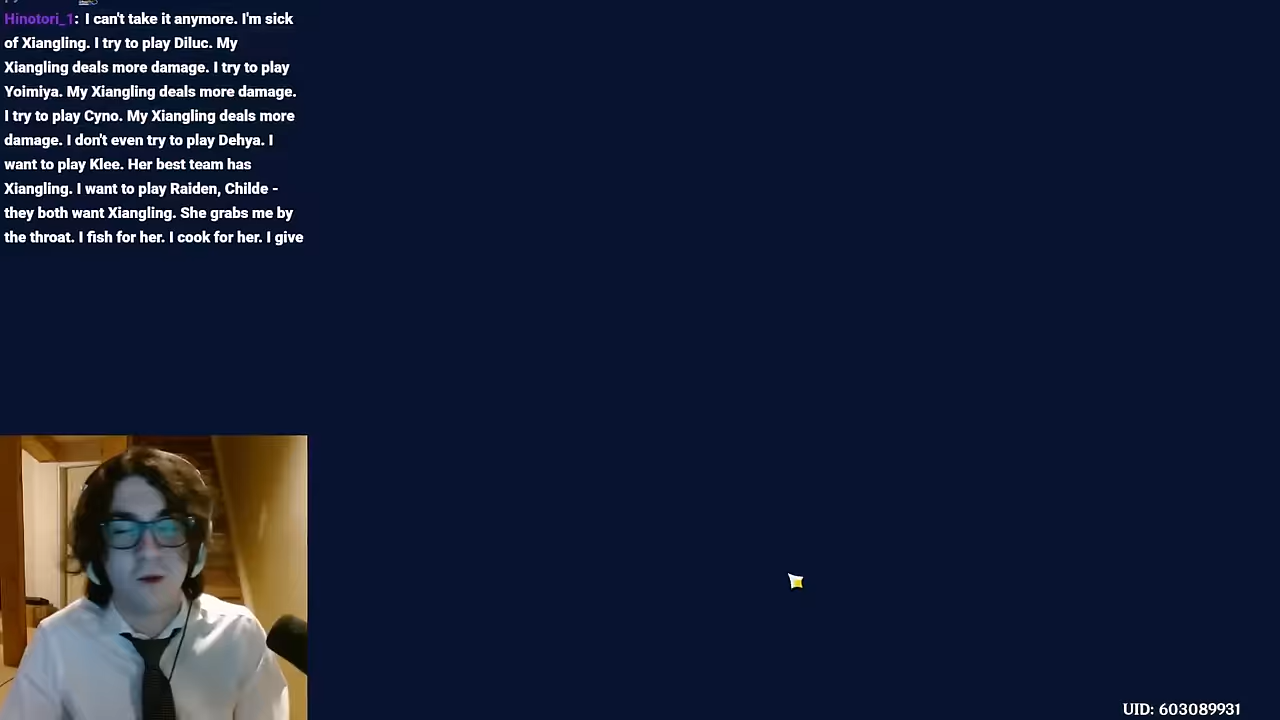 Hinotori_1: I can't take it anymore. I'm sick
of Xiangling. I try to play Diluc. My
Xiangling deals more damage. I try to play
Yoimiya. My Xiangling deals more damage.
I try to play Cyno. My Xiangling deals more
damage. I don't even try to play Dehya. I
want to play Klee. Her best team has
Xiangling. I want to play Raiden, Childe -
they both want Xiangling. She grabs me by
the throat. I fish for her. I cook for her. I give
UID: 603089931